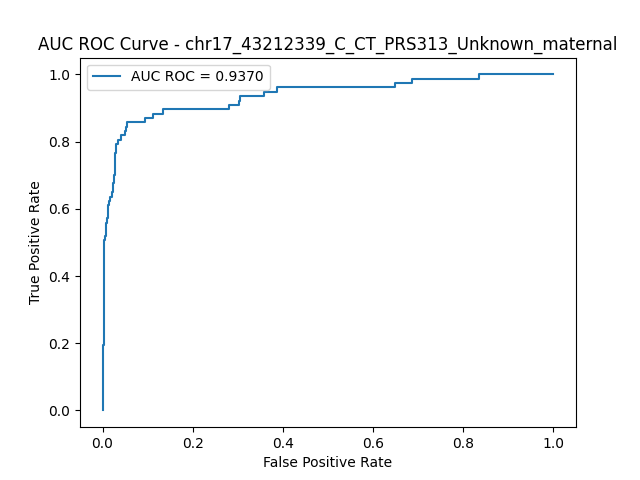 AUC ROC Curve - chr17_43212339_C_CT_PRS313_Unknown_maternal
AUC ROC = 0.9370
True Positive Rate
1.0
0.8
0.6
0.4
0.2
0.0
0.0 0.2 0.4 0.6 0.8 1.0
False Positive Rate